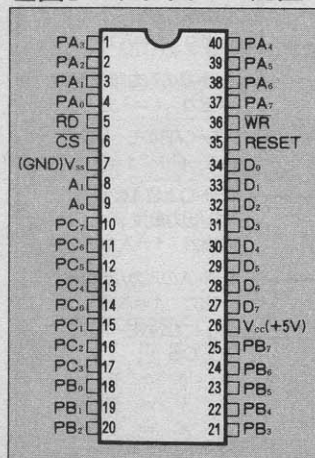 PA₃ 1 40 PA₄
PA₂ 2 39 PA₅
PA₁ 3 38 PA₆
PA₀ 4 37 PA₇
R̅D̅ 5 36 W̅R̅
C̅S̅ 6 35 RESET
(GND)Vss 7 34 D₀
A₁ 8 33 D₁
A₀ 9 32 D₂
PC₇ 10 31 D₃
PC₆ 11 30 D₄
PC₅ 12 29 D₅
PC₄ 13 28 D₆
PC₆ 14 27 D₇
PC₁ 15 26 Vcc(+5V)
PC₂ 16 25 PB₇
PC₃ 17 24 PB₆
PB₀ 18 23 PB₅
PB₁ 19 22 PB₄
PB₂ 20 21 PB₃